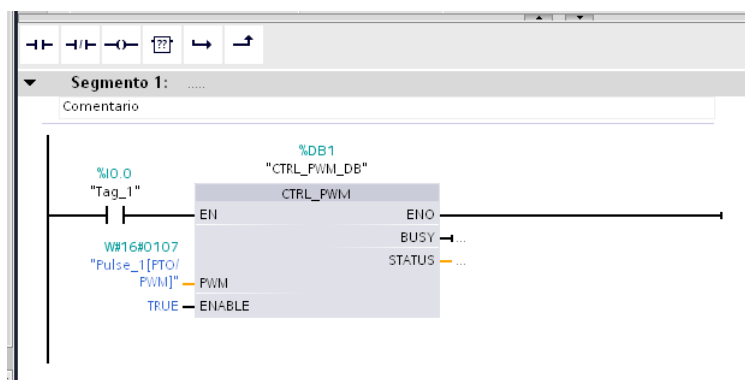 ??
Segmento 1: .....
Comentario
%DB1
"CTRL_PWM_DB"
%I0.0
"Tag_1"
CTRL_PWM
EN
ENO
BUSY
...
W#16#0107
"Pulse_1[PTO/
PWM]"
PWM
STATUS
...
TRUE
ENABLE